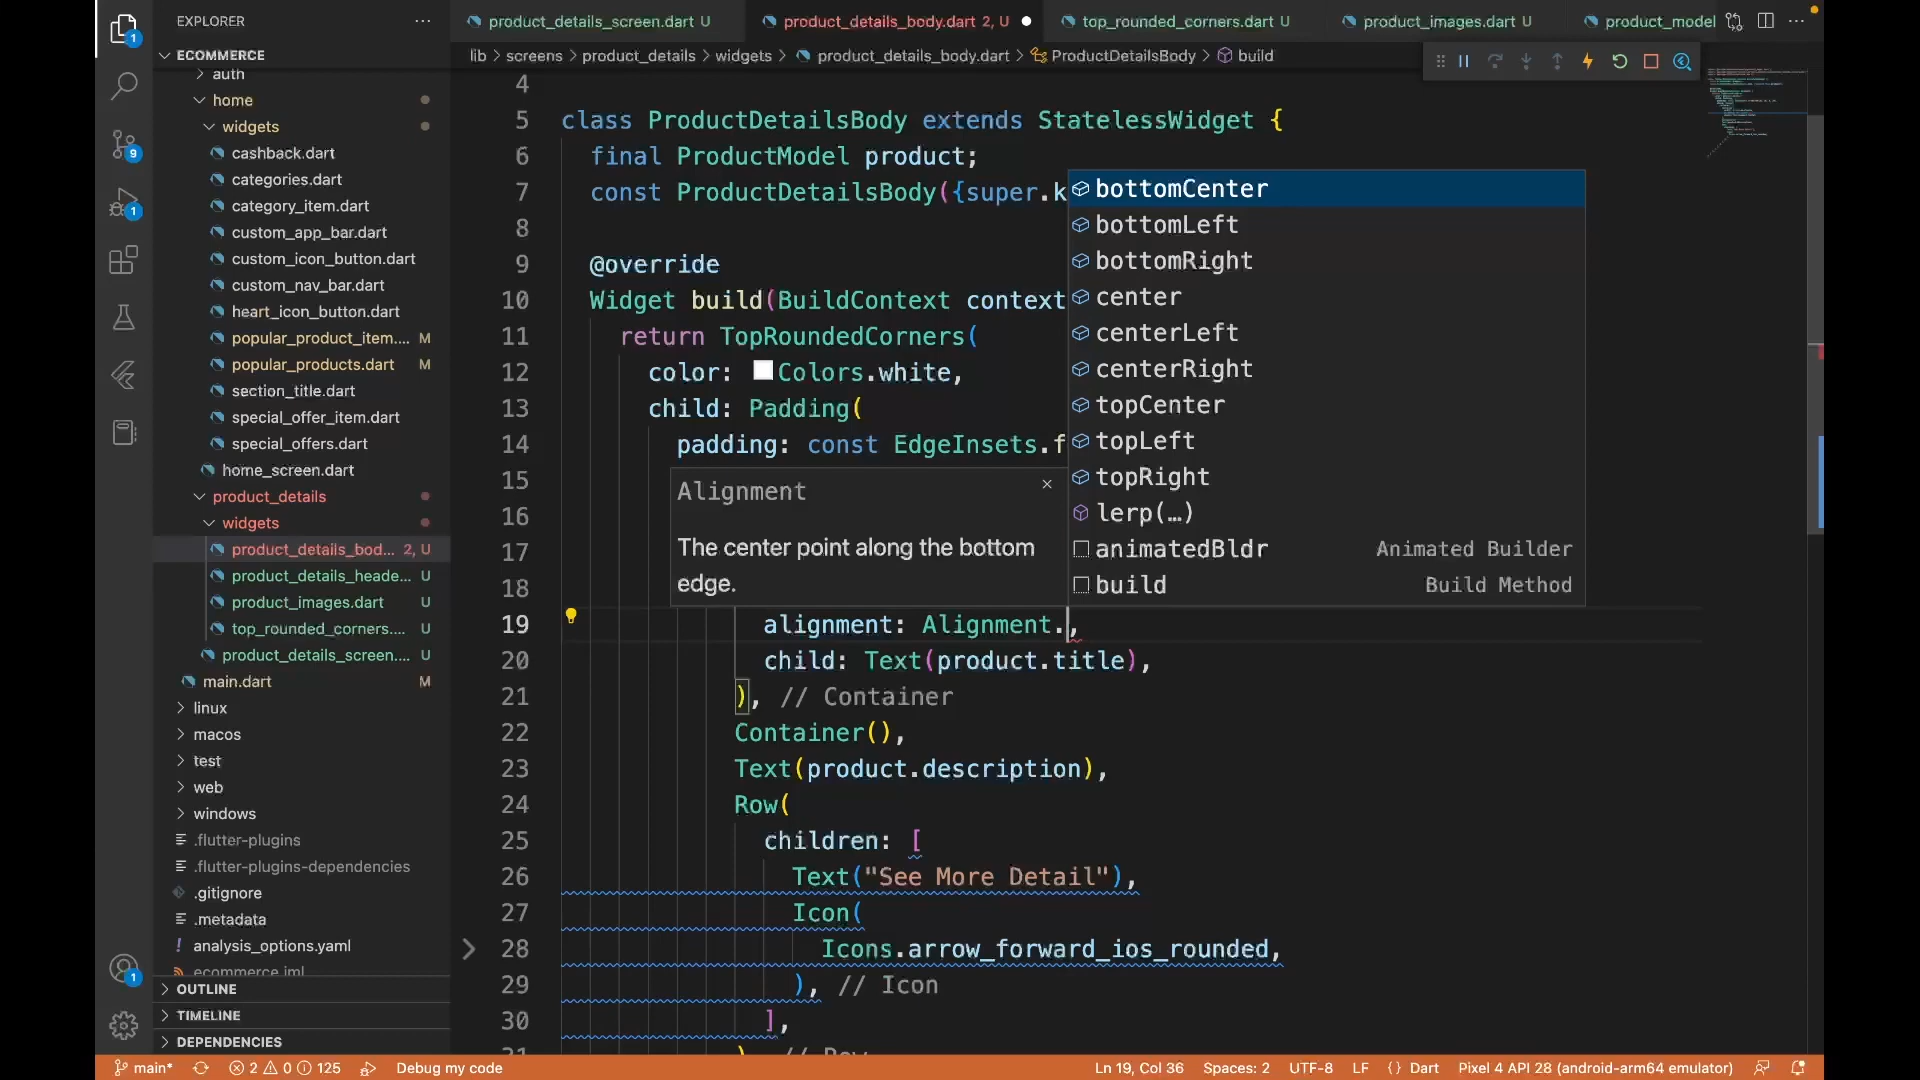 EXPLORER
product_details_screen.dart U
product_details_body.dart 2, U
top_rounded_corners.dart U
product_images.dart U
product_model
lib > screens > product_details > widgets > product_details_body.dart > ProductDetailsBody > build
ECOMMERCE
auth
home
widgets
cashback.dart
categories.dart
category_item.dart
custom_app_bar.dart
custom_icon_button.dart
custom_nav_bar.dart
heart_icon_button.dart
popular_product_item.... M
popular_products.dart M
section_title.dart
special_offer_item.dart
special_offers.dart
home_screen.dart
product_details
widgets
product_details_bod... 2, U
product_details_heade... U
product_images.dart U
top_rounded_corners.... U
product_details_screen.... U
main.dart M
linux
macos
test
web
windows
.flutter-plugins
.flutter-plugins-dependencies
.gitignore
.metadata
analysis_options.yaml
ecommerce.iml
OUTLINE
TIMELINE
DEPENDENCIES
1
9
1
1
4
5 class ProductDetailsBody extends StatelessWidget {
6 final ProductModel product;
7 const ProductDetailsBody({super.k
8
9 @override
10 Widget build(BuildContext context
11 return TopRoundedCorners(
12 color: Colors.white,
13 child: Padding(
14 padding: const EdgeInsets.f
15
16
17
18
19 alignment: Alignment.,
20 child: Text(product.title),
21 ), // Container
22 Container(),
23 Text(product.description),
24 Row(
25 children: [
26 Text("See More Detail"),
27 Icon(
28 Icons.arrow_forward_ios_rounded,
29 ), // Icon
30 ],
31 ) // Row
Alignment
The center point along the bottom
edge.
bottomCenter
bottomLeft
bottomRight
center
centerLeft
centerRight
topCenter
topLeft
topRight
lerp(…)
animatedBldr Animated Builder
build Build Method
main* 2 0 125 Debug my code Ln 19, Col 36 Spaces: 2 UTF-8 LF {} Dart Pixel 4 API 28 (android-arm64 emulator)